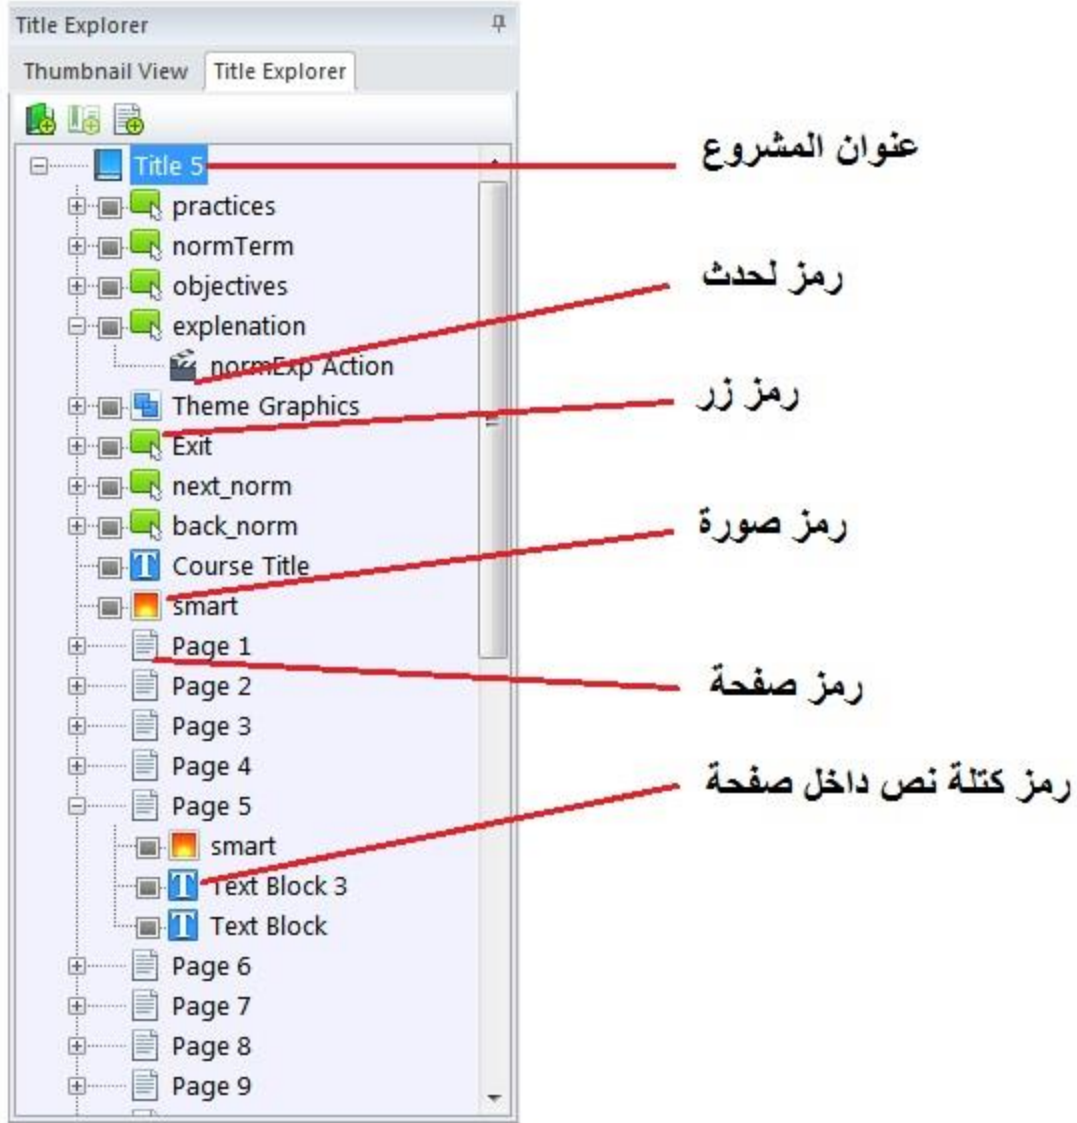 Title Explorer
Thumbnail View Title Explorer
Title 5
عنوان المشروع
practices
normTerm
objectives
رمز لحدث
explenation
normExp Action
Theme Graphics
رمز زر
Exit
next_norm
back_norm
رمز صورة
Course Title
smart
Page 1
Page 2
رمز صفحة
Page 3
Page 4
رمز كتلة نص داخل صفحة
Page 5
smart
Text Block 3
Text Block
Page 6
Page 7
Page 8
Page 9